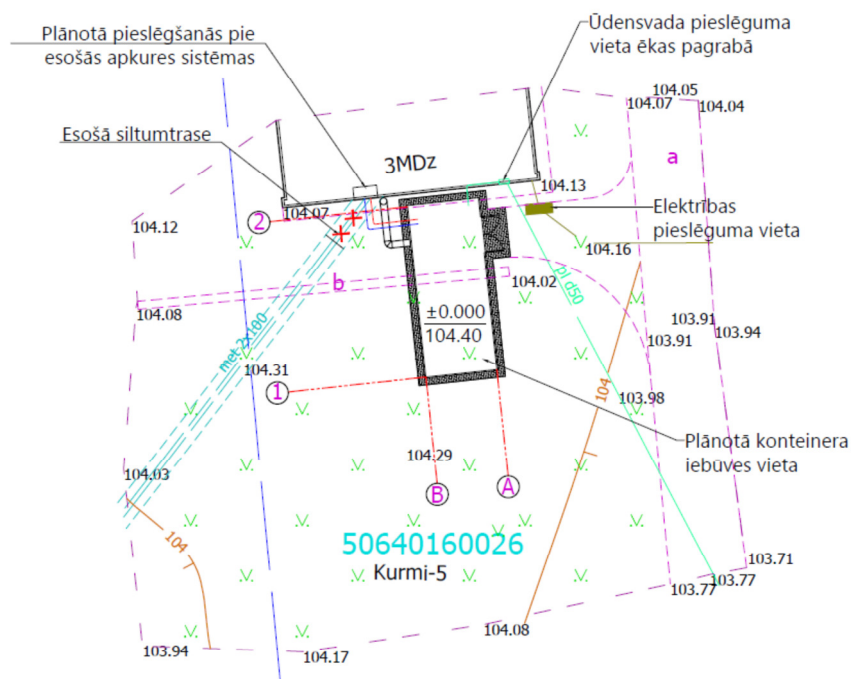 Plānotā pieslēgšanās pie
esošās apkures sistēmas
Ūdensvada pieslēguma
vieta ēkas pagrabā
Esošā siltumtrase
3MDz
104.05
104.07
104.04
a
104.13
2
104.07
104.12
Elektrības
pieslēguma vieta
104.16
b
104.02
pl d50
104.08
±0.000
104.40
103.91
103.94
103.91
met.2x100
104.31
1
104
103.98
Plānotā konteinera
iebūves vieta
104.29
104.03
B
A
104
50640160026
Kurmi-5
103.71
103.77
103.77
104.08
103.94
104.17